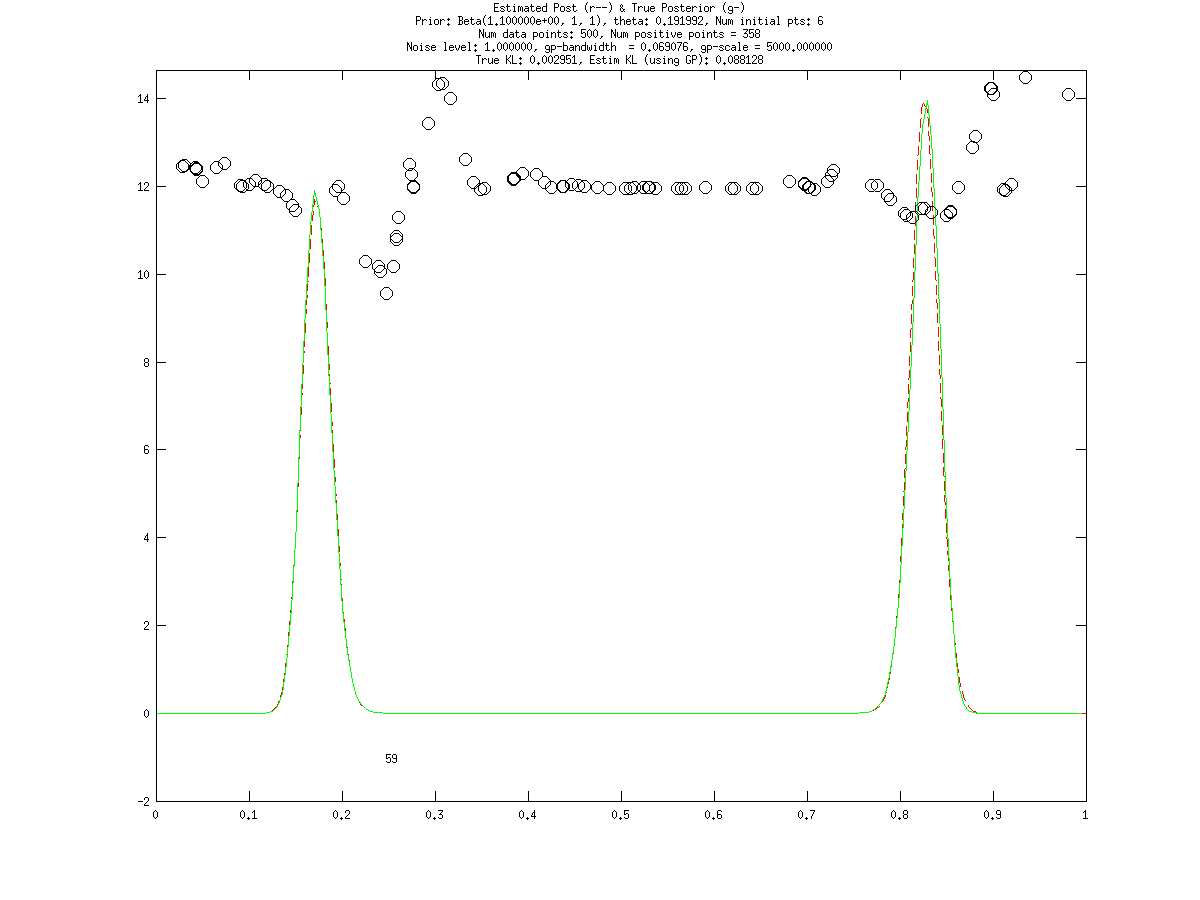 Estimated Post (r--) & True Posterior (g-)
Prior: Beta(1.100000e+00, 1, 1), theta: 0.191992, Num initial pts: 6
Num data points: 500, Num positive points = 358
Noise level: 1.000000, gp-bandwidth  = 0.069076, gp-scale = 5000.000000
True KL: 0.002951, Estim KL (using GP): 0.088128
14
12
10
8
6
4
2
0
59
-2
0 0.1 0.2 0.3 0.4 0.5 0.6 0.7 0.8 0.9 1